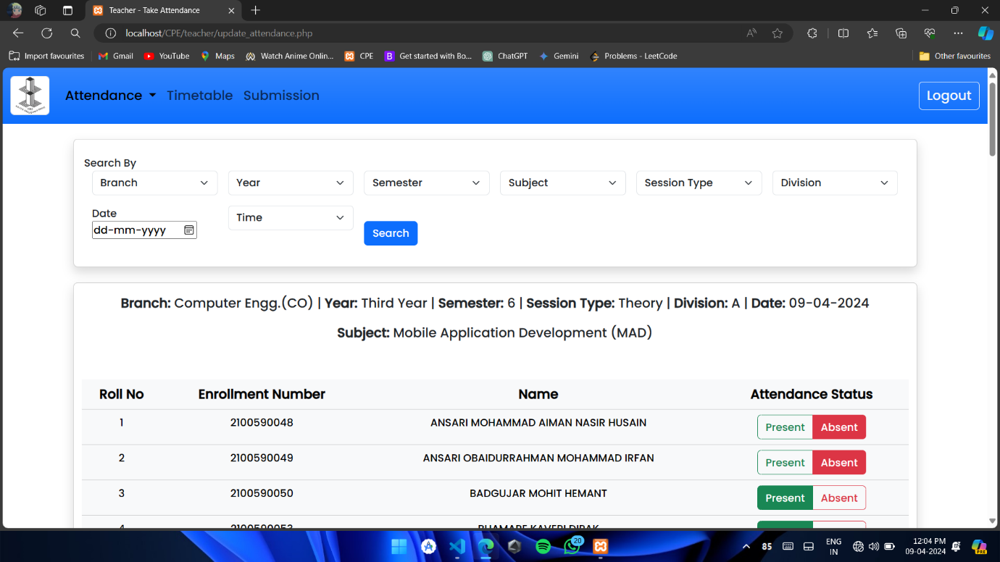 Teacher - Take Attendance
localhost/CPE/teacher/update_attendance.php
Import favourites Gmail YouTube Maps Watch Anime Onlin... CPE B Get started with Bo... ChatGPT Gemini Problems - LeetCode Other favourites
Attendance Timetable Submission Logout
Search By
Branch Year Semester Subject Session Type Division
Date Time
dd-mm-yyyy Search
Branch: Computer Engg.(CO) | Year: Third Year | Semester: 6 | Session Type: Theory | Division: A | Date: 09-04-2024
Subject: Mobile Application Development (MAD)
Roll No Enrollment Number Name Attendance Status
1 2100590048 ANSARI MOHAMMAD AIMAN NASIR HUSAIN Present Absent
2 2100590049 ANSARI OBAIDURRAHMAN MOHAMMAD IRFAN Present Absent
3 2100590050 BADGUJAR MOHIT HEMANT Present Absent
20
85 ENG 12:04 PM
IN 09-04-2024
PRE